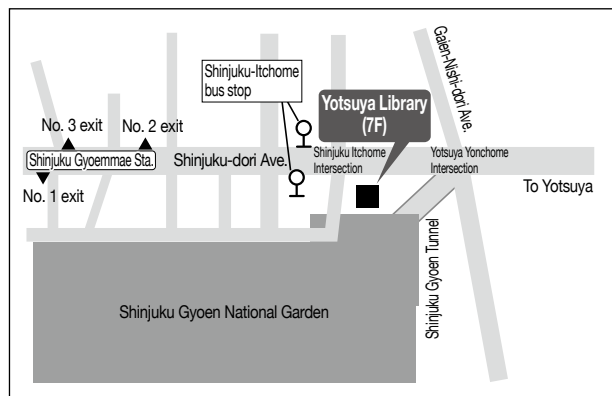 Gaien-Nishi-dori Ave.
Shinjuku-Itchome
bus stop
Yotsuya Library
(7F)
No. 3 exit
No. 2 exit
Shinjuku Gyoemmae Sta.
Shinjuku-dori Ave.
Shinjuku Itchome
Intersection
Yotsuya Yonchome
Intersection
No. 1 exit
To Yotsuya
Shinjuku Gyoen Tunnel
Shinjuku Gyoen National Garden